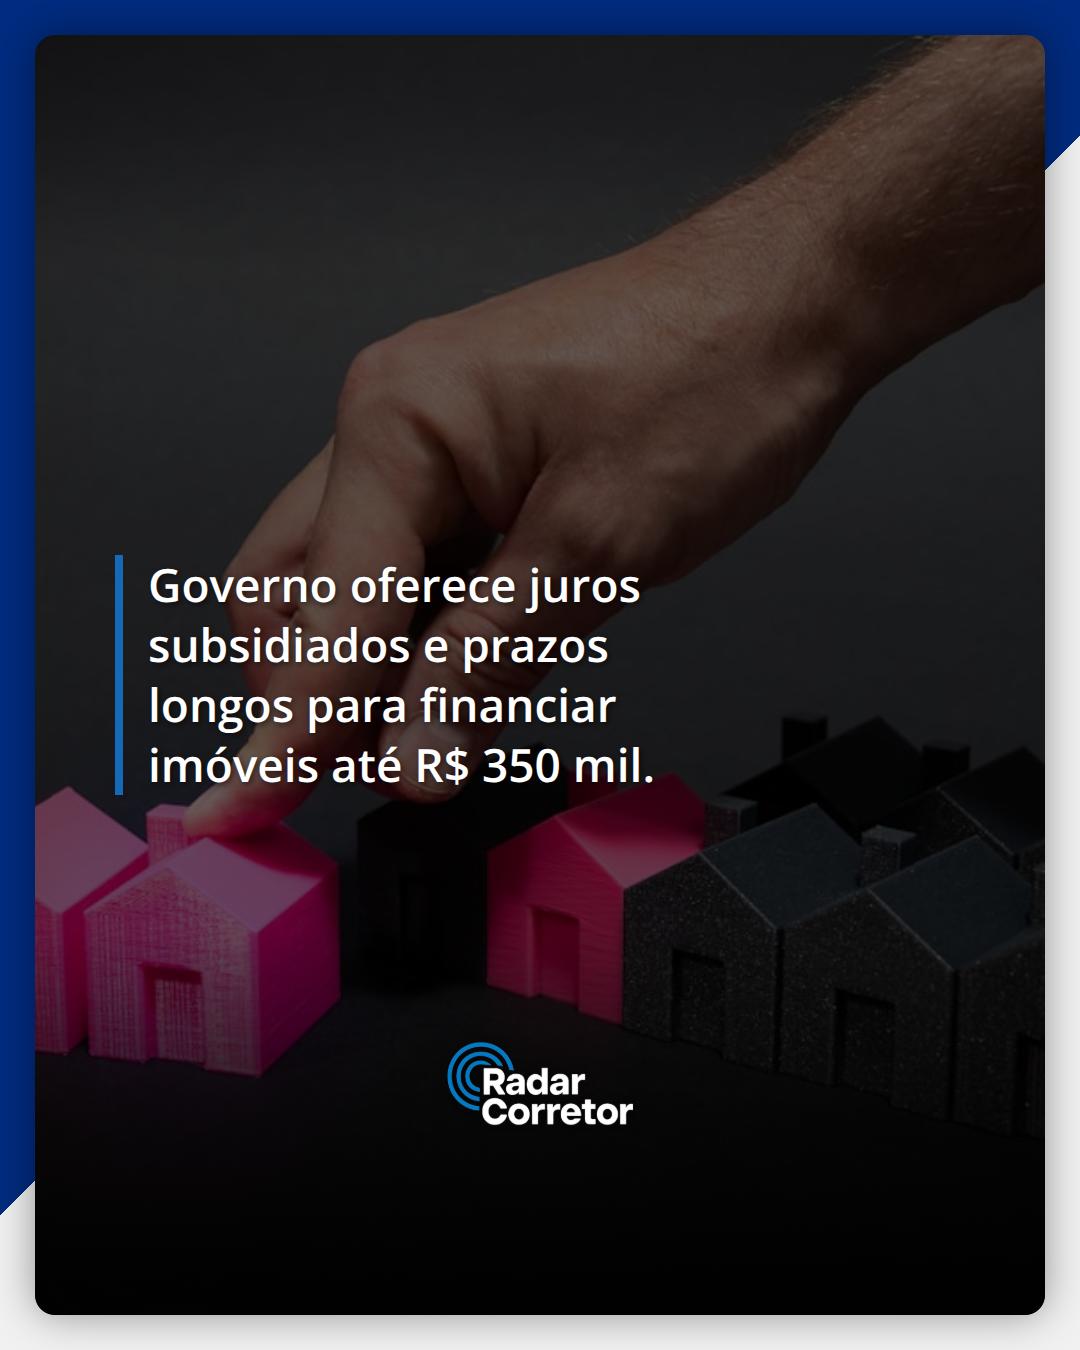 Governo oferece juros
subsidiados e prazos
longos para financiar
imóveis até R$ 350 mil.
Radar
Corretor